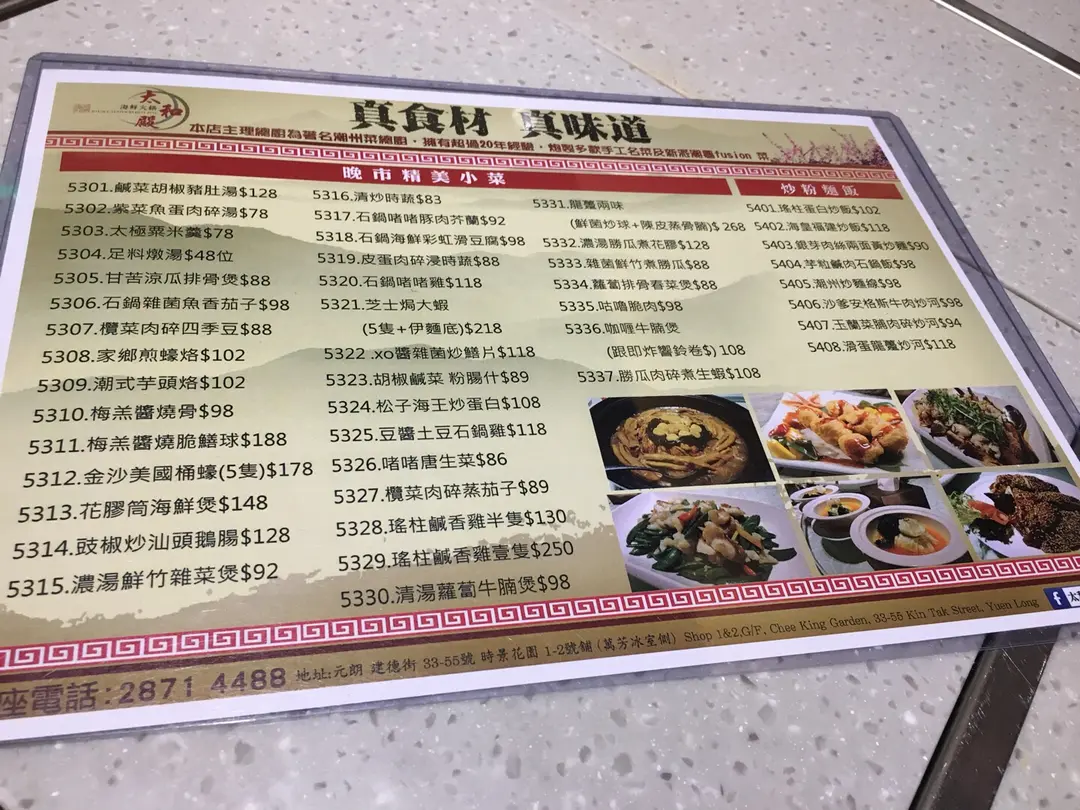 太和殿
海鮮火鍋
真食材 真味道
本店主理總廚為著名潮州菜總廚，擁有超過20年經驗，炮製多款手工名菜及新派潮粵fusion 菜
晚市精美小菜
5301.鹹菜胡椒豬肚湯$128
5302.紫菜魚蛋肉碎湯$78
5303.太極粟米羹$78
5304.足料燉湯$48位
5305.甘苦涼瓜排骨煲$88
5306.石鍋雜菌魚香茄子$98
5307.欖菜肉碎四季豆$88
5308.家鄉煎蠔烙$102
5309.潮式芋頭烙$102
5310.梅羔醬燒骨$98
5311.梅羔醬燒脆鱔球$188
5312.金沙美國桶蠔(5隻)$178
5313.花膠筒海鮮煲$148
5314.豉椒炒汕頭鵝腸$128
5315.濃湯鮮竹雜菜煲$92
5316.清炒時蔬$83
5317.石鍋啫啫豚肉芥蘭$92
5318.石鍋海鮮彩虹滑豆腐$98
5319.皮蛋肉碎浸時蔬$88
5320.石鍋啫啫雞$118
5321.芝士焗大蝦
(5隻+伊麵底)$218
5322.xo醬雜菌炒鱔片$118
5323.胡椒鹹菜 粉腸什$89
5324.松子海王炒蛋白$108
5325.豆醬土豆石鍋雞$118
5326.啫啫唐生菜$86
5327.欖菜肉碎蒸茄子$89
5328.瑤柱鹹香雞半隻$130
5329.瑤柱鹹香雞壹隻$250
5330.清湯蘿蔔牛腩煲$98
5331.龍躉兩味
(鮮菌炒球+陳皮蒸骨腩)$ 268
5332.濃湯勝瓜煮花膠$128
5333.雜菌鮮竹煮勝瓜$88
5334.蘿蔔排骨春菜煲$88
5335.咕嚕脆肉$98
5336.咖喱牛腩煲
(跟即炸響鈴卷$) 108
5337.勝瓜肉碎煮生蝦$108
炒粉麵飯
5401.瑤柱蛋白炒飯$102
5402.海皇福建炒飯$118
5403.銀芽肉絲兩面黃炒麵$90
5404.芋粒鹹肉石鍋飯$98
5405.潮州炒麵線$98
5406.沙爹安格斯牛肉炒河$98
5407.玉蘭菜脯肉碎炒河$94
5408.滑蛋龍躉炒河$118
座電話:2871 4488 地址:元朗 建德街 33-55號 時景花園 1-2號舖 (萬芳冰室側) Shop 1&2,G/F, Chee King Garden, 33-55 Kin Tak Street, Yuen Long